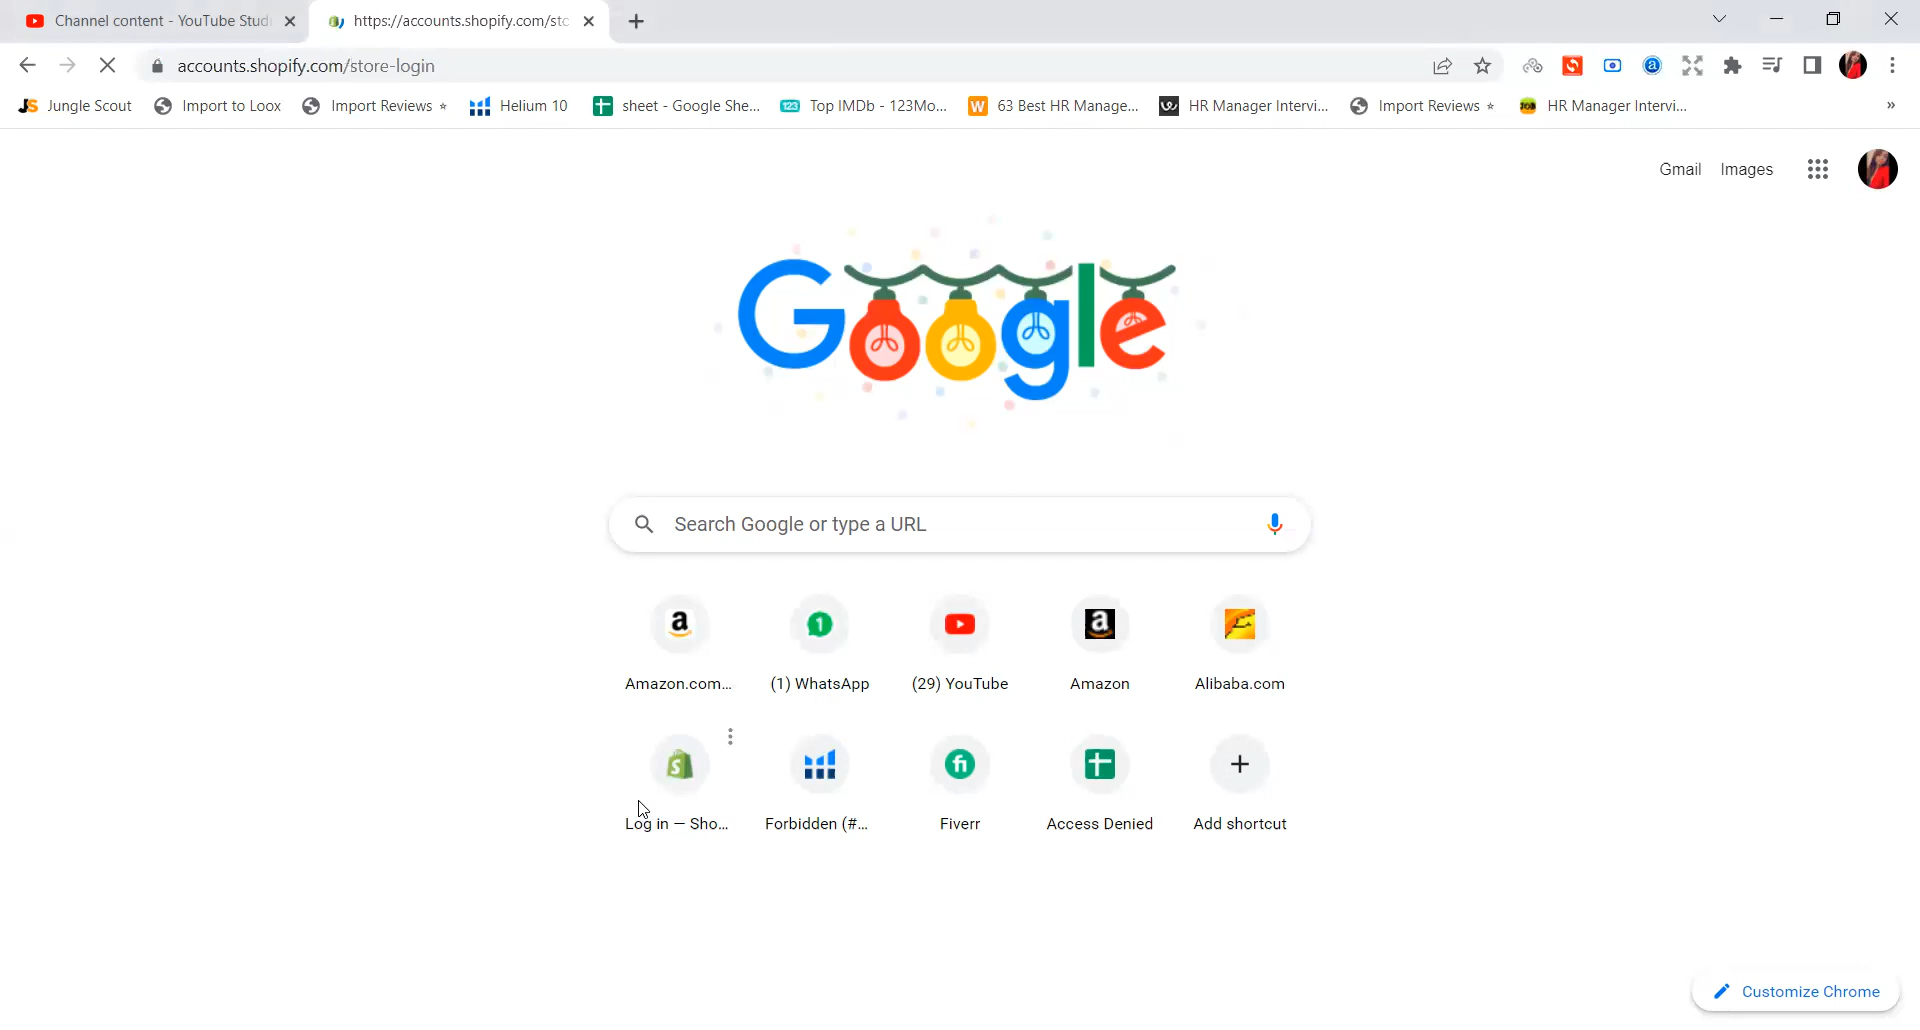 Channel content - YouTube Stud
https://accounts.shopify.com/sto
accounts.shopify.com/store-login
Jungle Scout
Import to Loox
Import Reviews ⭐
Helium 10
sheet - Google She...
Top IMDb - 123Mo...
63 Best HR Manage...
HR Manager Intervi...
Import Reviews ⭐
HR Manager Intervi...
»
Gmail
Images
Google
Search Google or type a URL
Amazon.com...
(1) WhatsApp
(29) YouTube
Amazon
Alibaba.com
Log in — Sho...
Forbidden (#...
Fiverr
Access Denied
Add shortcut
Customize Chrome